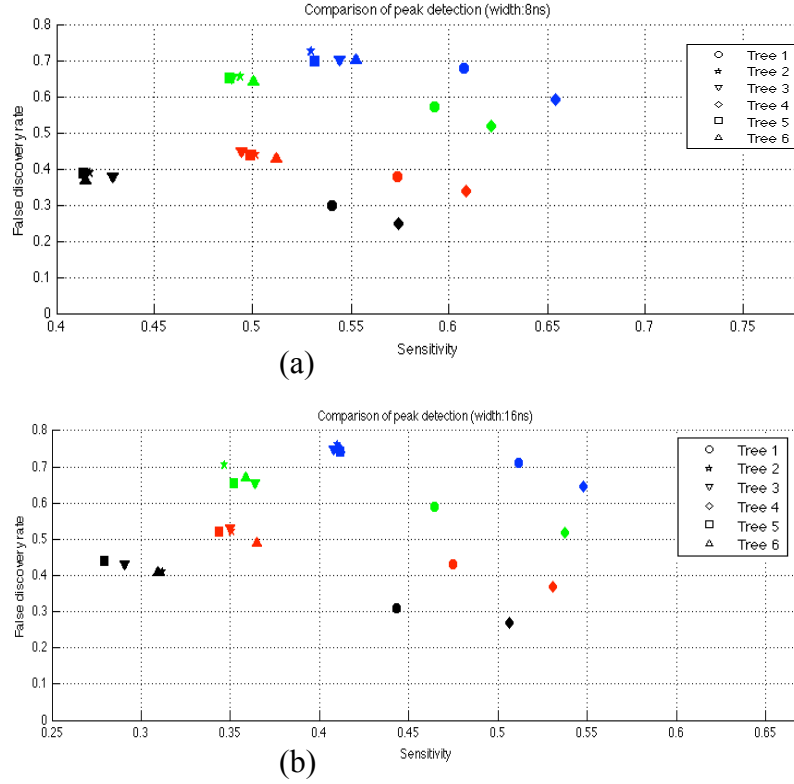 Comparison of peak detection (width:8ns)
0.8
0.7
0.6
0.5
0.4
0.3
0.2
0.1
0
False discovery rate
Tree 1
Tree 2
Tree 3
Tree 4
Tree 5
Tree 6
0.4 0.45 0.5 0.55 0.6 0.65 0.7 0.75
Sensitivity
(a)
Comparison of peak detection (width:16ns)
0.8
0.7
0.6
0.5
0.4
0.3
0.2
0.1
0
False discovery rate
Tree 1
Tree 2
Tree 3
Tree 4
Tree 5
Tree 6
0.25 0.3 0.35 0.4 0.45 0.5 0.55 0.6 0.65
Sensitivity
(b)